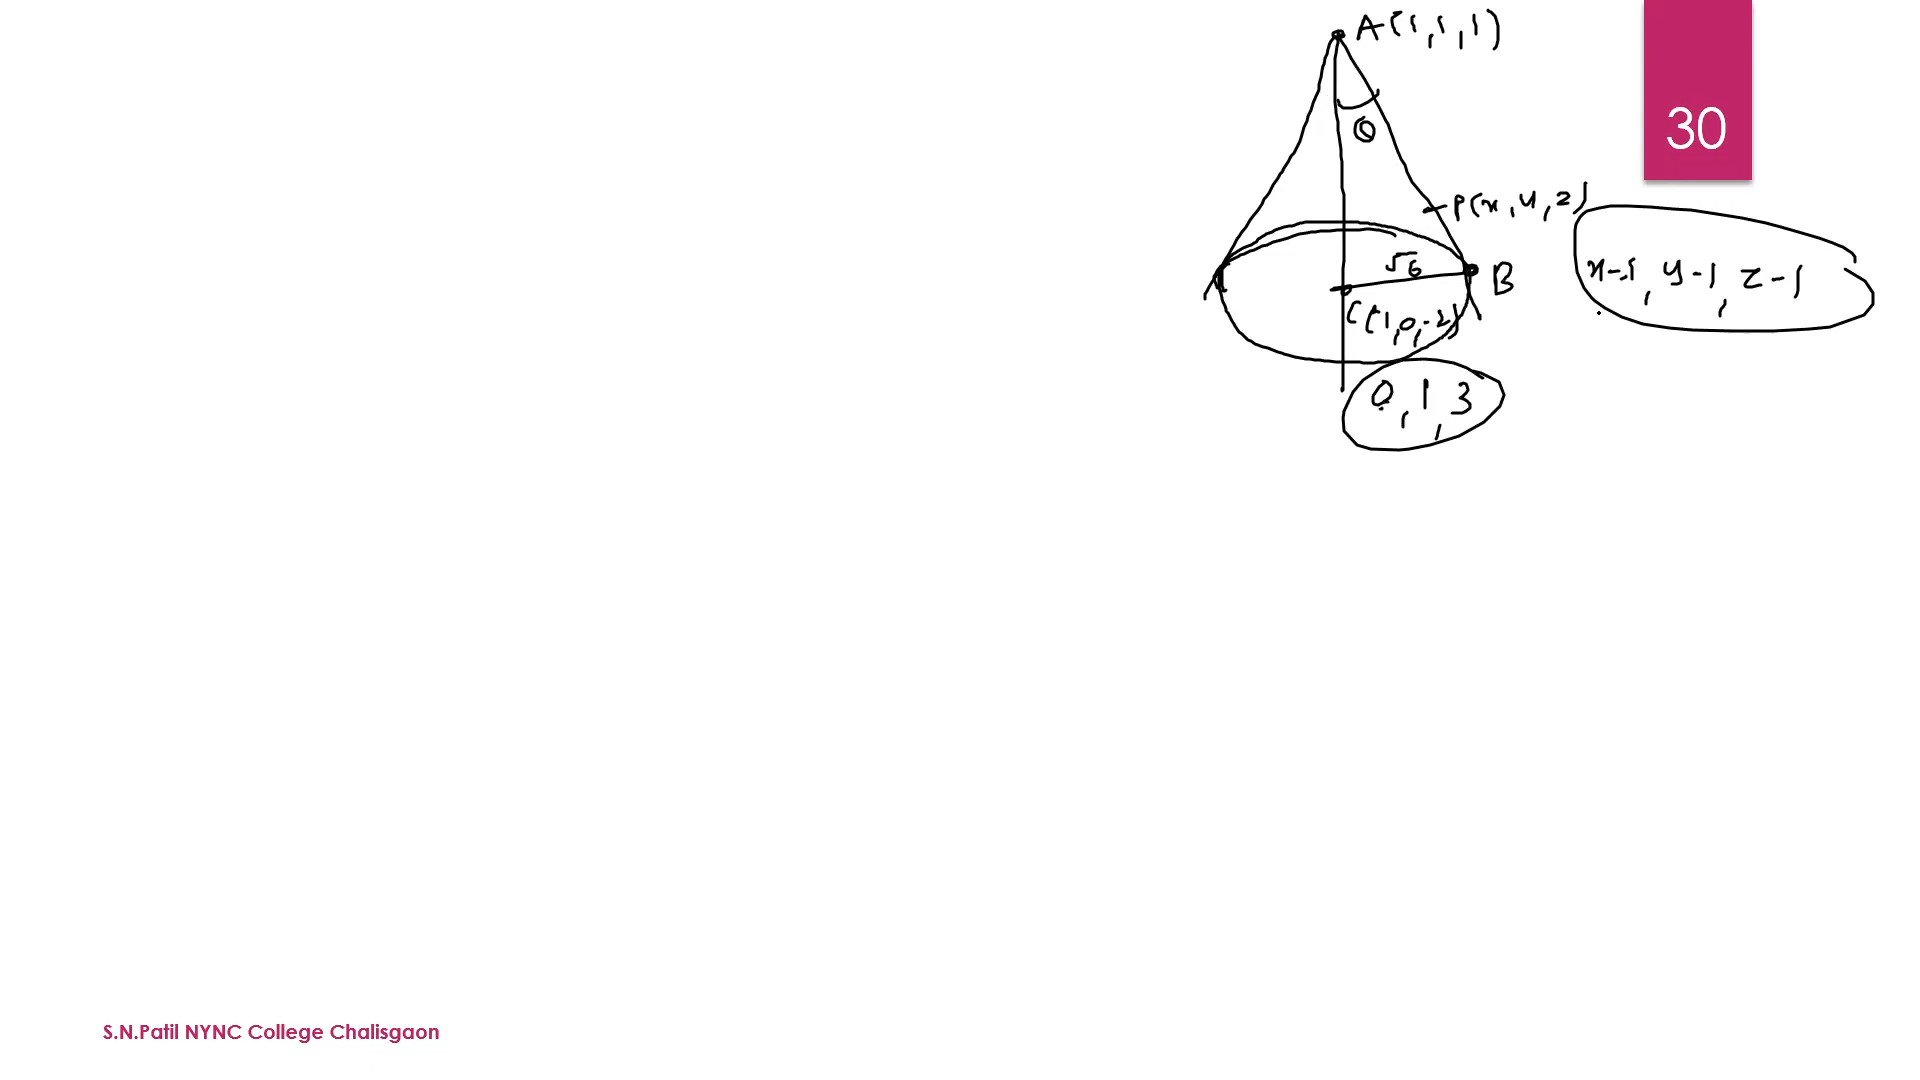 A(1,1,1)
30
θ
P(x,y,z)
√6
B
x-1, y-1, z-1
C(1,0,-2)
0,1,3
S.N.Patil NYNC College Chalisgaon